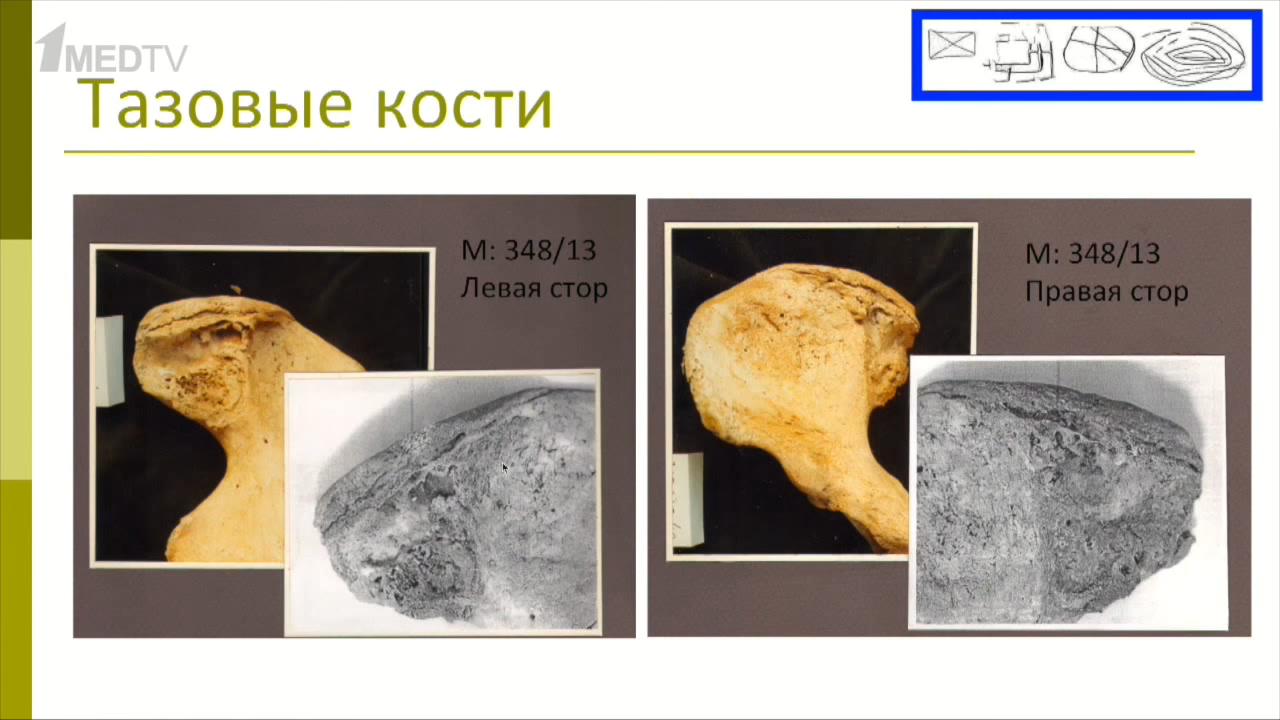 1MEDTV
Тазовые кости
М: 348/13
Левая стор
М: 348/13
Правая стор